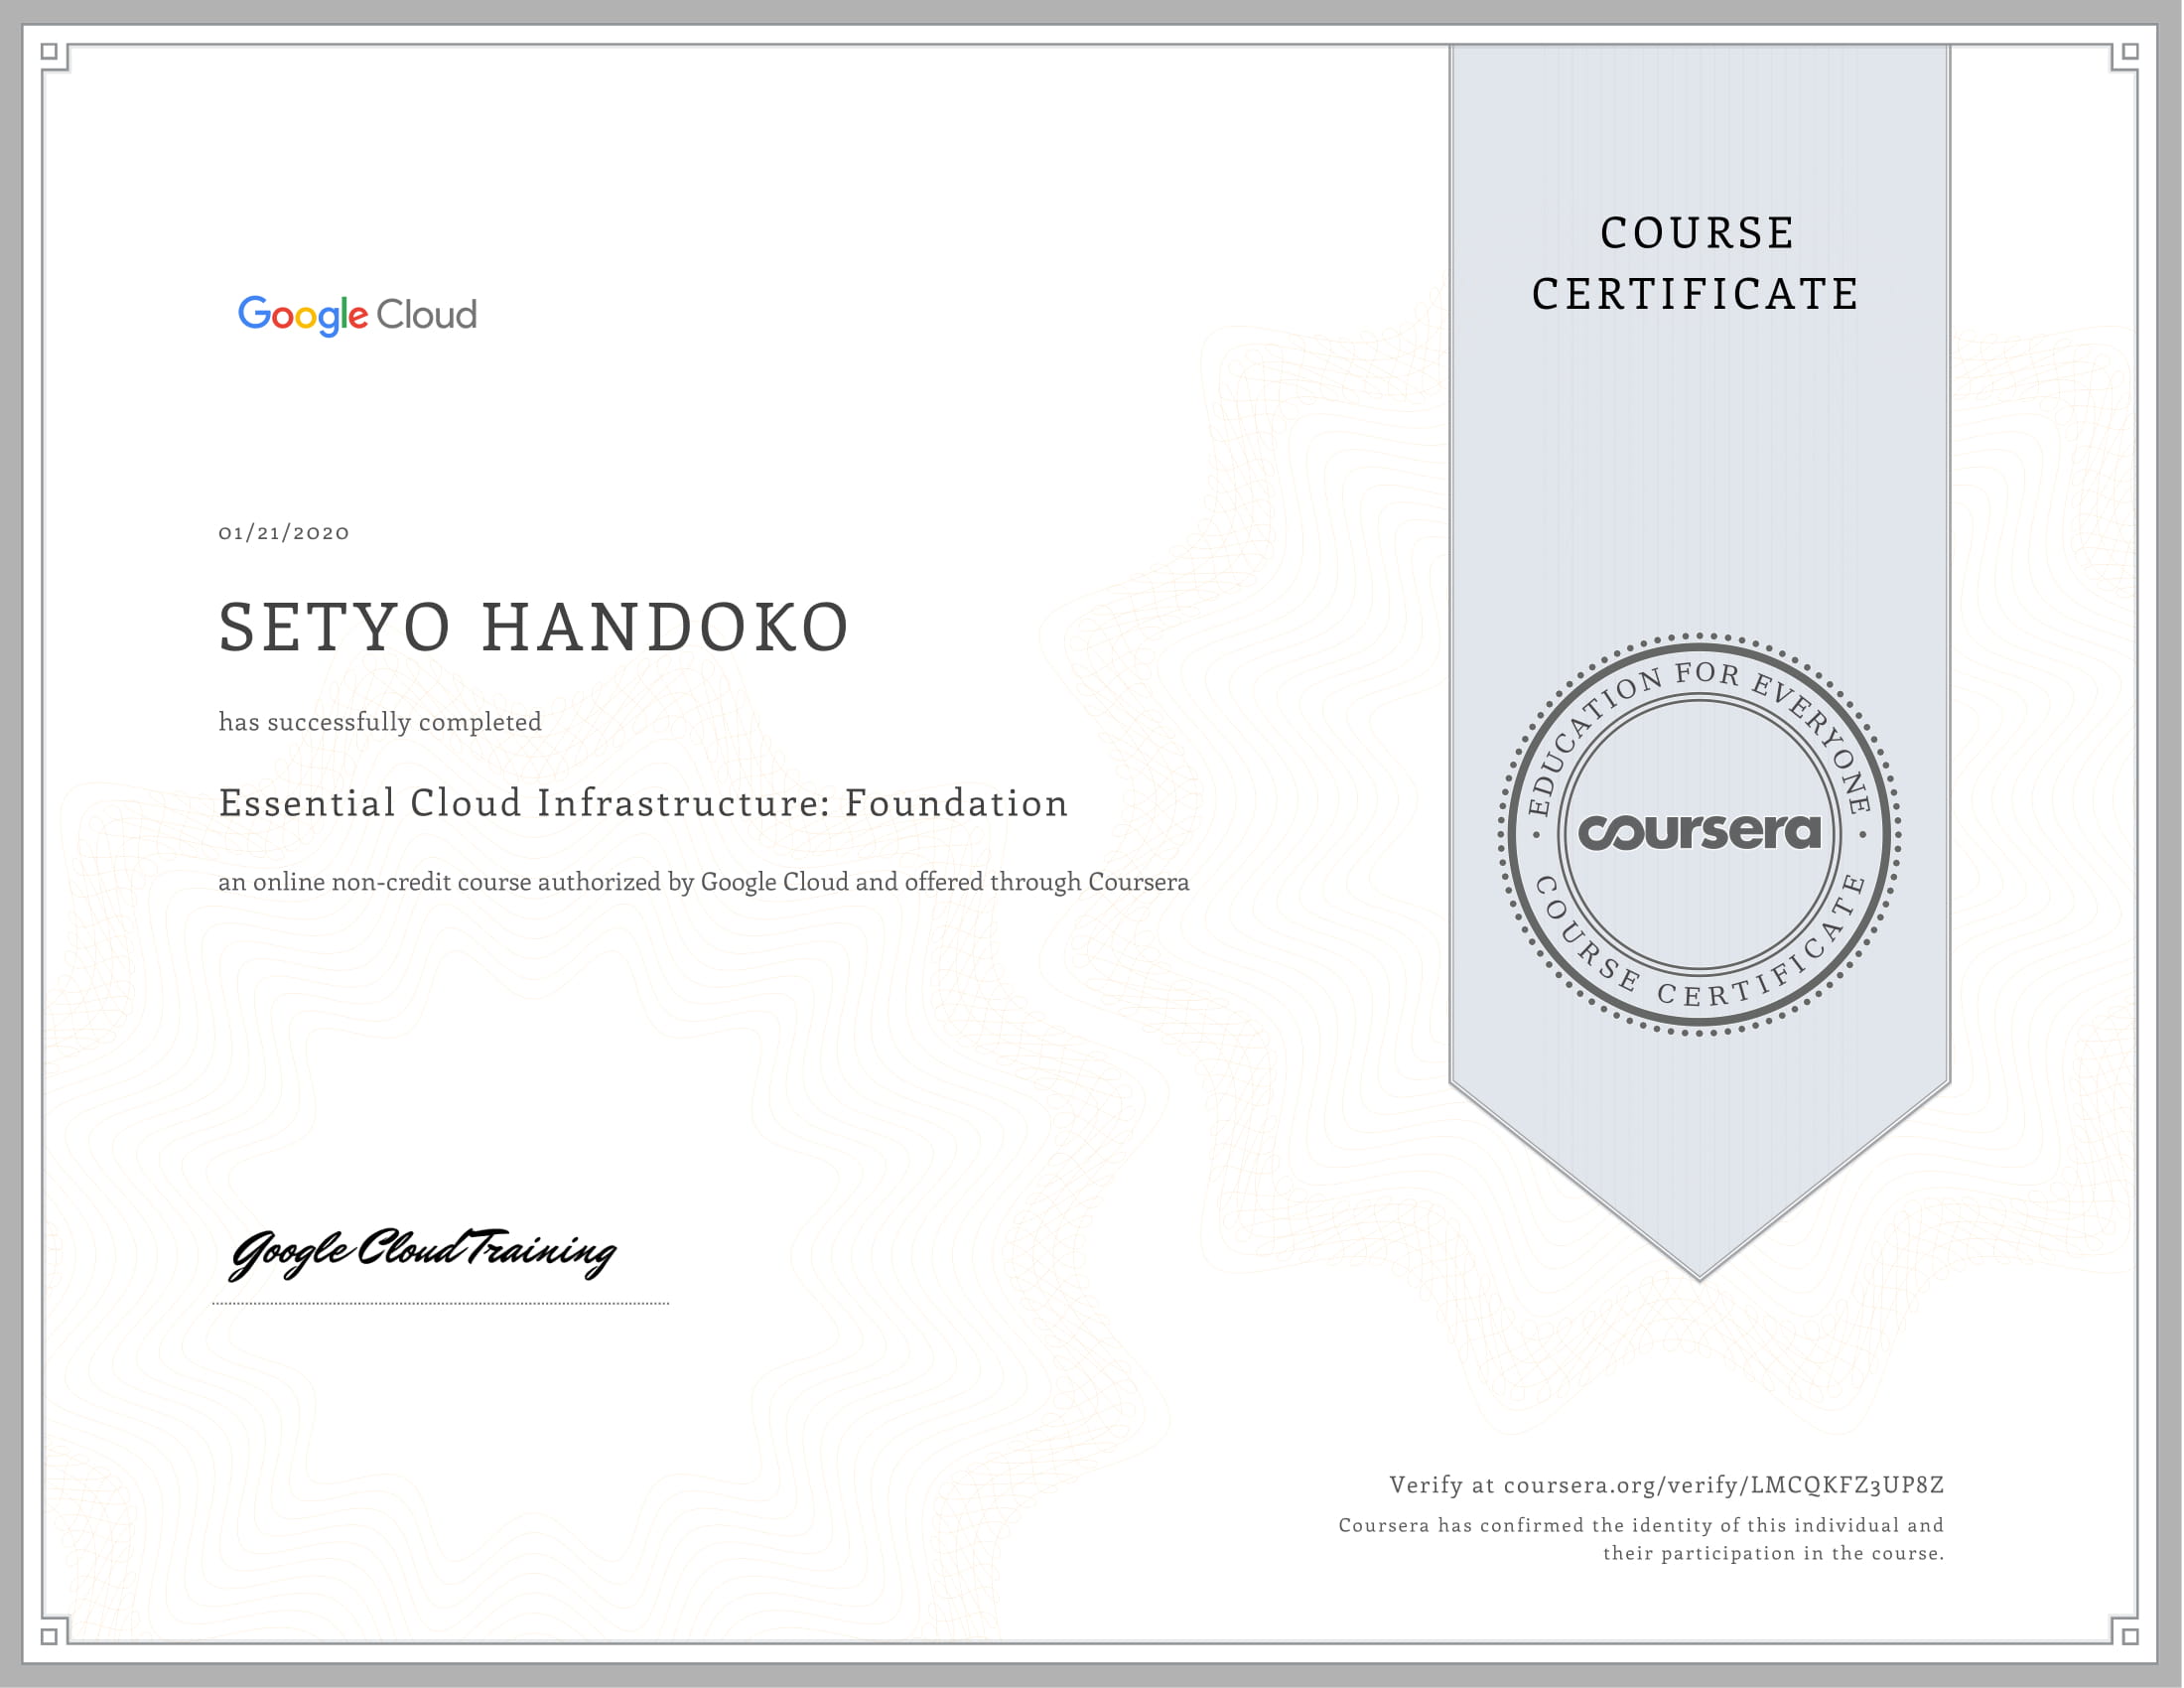 Google Cloud
COURSE
CERTIFICATE
01/21/2020
SETYO HANDOKO
has successfully completed
Essential Cloud Infrastructure: Foundation
an online non-credit course authorized by Google Cloud and offered through Coursera
EDUCATION FOR EVERYONE
coursera
COURSE CERTIFICATE
Google Cloud Training
Verify at coursera.org/verify/LMCQKFZ3UP8Z
Coursera has confirmed the identity of this individual and
their participation in the course.